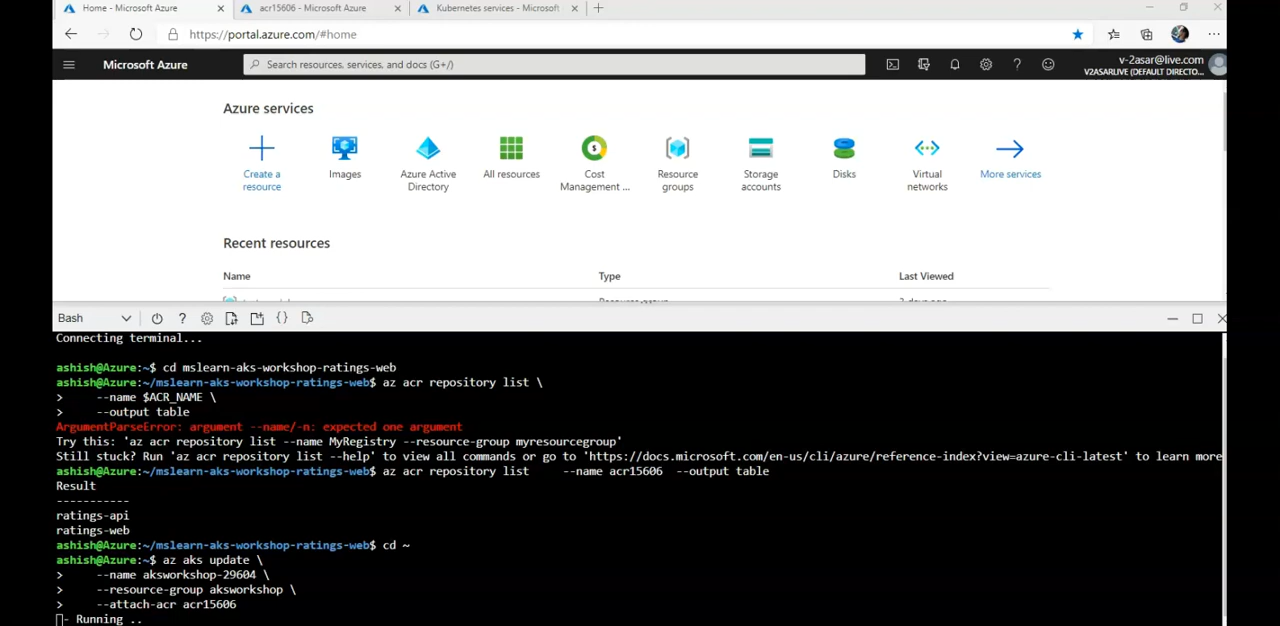 Home - Microsoft Azure
acr15606 - Microsoft Azure
Kubernetes services - Microsoft
https://portal.azure.com/#home
Microsoft Azure
Search resources, services, and docs (G+/)
v-2asar@live.com
V2ASARLIVE (DEFAULT DIRECTO...
Azure services
Create a resource
Images
Azure Active Directory
All resources
Cost Management ...
Resource groups
Storage accounts
Disks
Virtual networks
More services
Recent resources
Name Type Last Viewed
Bash
Connecting terminal...
ashish@Azure:~$ cd mslearn-aks-workshop-ratings-web
ashish@Azure:~/mslearn-aks-workshop-ratings-web$ az acr repository list \
> --name $ACR_NAME \
> --output table
ArgumentParseError: argument --name/-n: expected one argument
Try this: 'az acr repository list --name MyRegistry --resource-group myresourcegroup'
Still stuck? Run 'az acr repository list --help' to view all commands or go to 'https://docs.microsoft.com/en-us/cli/azure/reference-index?view=azure-cli-latest' to learn more
ashish@Azure:~/mslearn-aks-workshop-ratings-web$ az acr repository list --name acr15606 --output table
Result
-----------
ratings-api
ratings-web
ashish@Azure:~/mslearn-aks-workshop-ratings-web$ cd ~
ashish@Azure:~$ az aks update \
> --name aksworkshop-29604 \
> --resource-group aksworkshop \
> --attach-acr acr15606
- Running ..